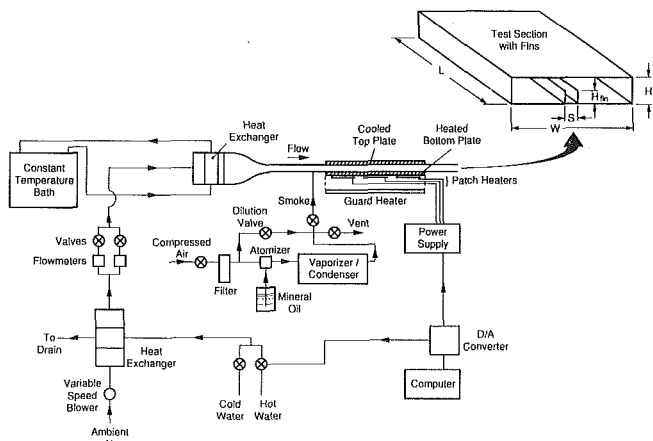 Test Section
with Fins
L
H
H fin
S
W
Heat
Exchanger
Flow
Cooled
Top Plate
Heated
Bottom Plate
Constant
Temperature
Bath
Patch Heaters
Guard Heater
Smoke
Dilution
Valve
Vent
Power
Supply
Valves
Compressed
Air
Atomizer
Flowmeters
Vaporizer /
Condenser
Filter
Mineral
Oil
To
Drain
Heat
Exchanger
D/A
Converter
Variable
Speed
Blower
Cold
Water
Hot
Water
Computer
Ambient